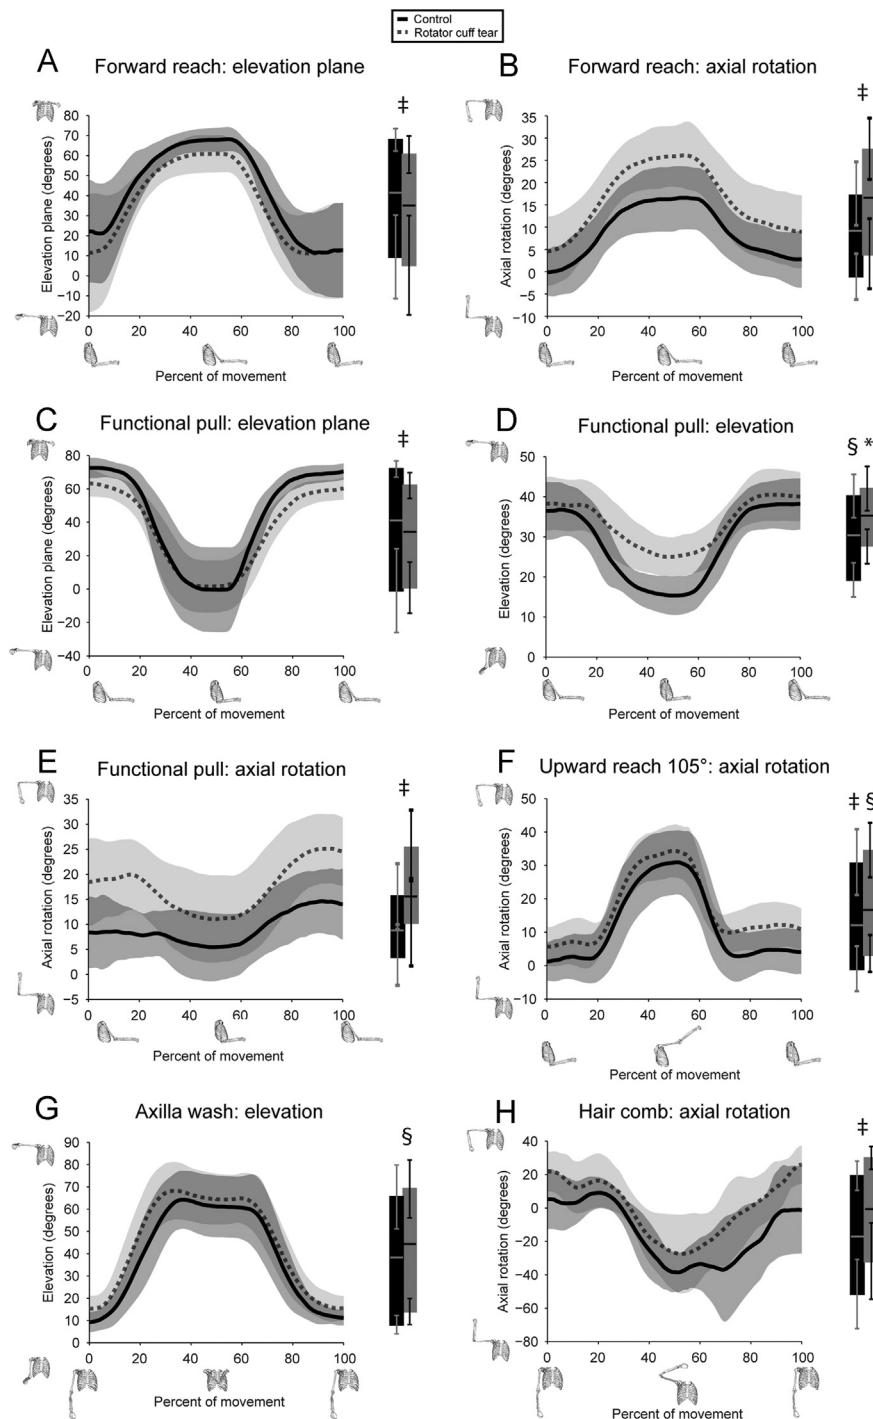 Control
Rotator cuff tear
A
Forward reach: elevation plane
‡
Elevation plane (degrees)
80
70
60
50
40
30
20
10
0
−10
−20
0 20 40 60 80 100
Percent of movement
B
Forward reach: axial rotation
‡
Axial rotation (degrees)
35
30
25
20
15
10
5
0
−5
−10
0 20 40 60 80 100
Percent of movement
C
Functional pull: elevation plane
‡
Elevation plane (degrees)
80
60
40
20
0
−20
−40
0 20 40 60 80 100
Percent of movement
D
Functional pull: elevation
§ *
Elevation (degrees)
50
40
30
20
10
0
0 20 40 60 80 100
Percent of movement
E
Functional pull: axial rotation
‡
Axial rotation (degrees)
35
30
25
20
15
10
5
0
−5
0 20 40 60 80 100
Percent of movement
F
Upward reach 105°: axial rotation
‡ §
Axial rotation (degrees)
50
40
30
20
10
0
−10
0 20 40 60 80 100
Percent of movement
G
Axilla wash: elevation
§
Elevation (degrees)
90
80
70
60
50
40
30
20
10
0
0 20 40 60 80 100
Percent of movement
H
Hair comb: axial rotation
‡
Axial rotation (degrees)
40
20
0
−20
−40
−60
−80
0 20 40 60 80 100
Percent of movement